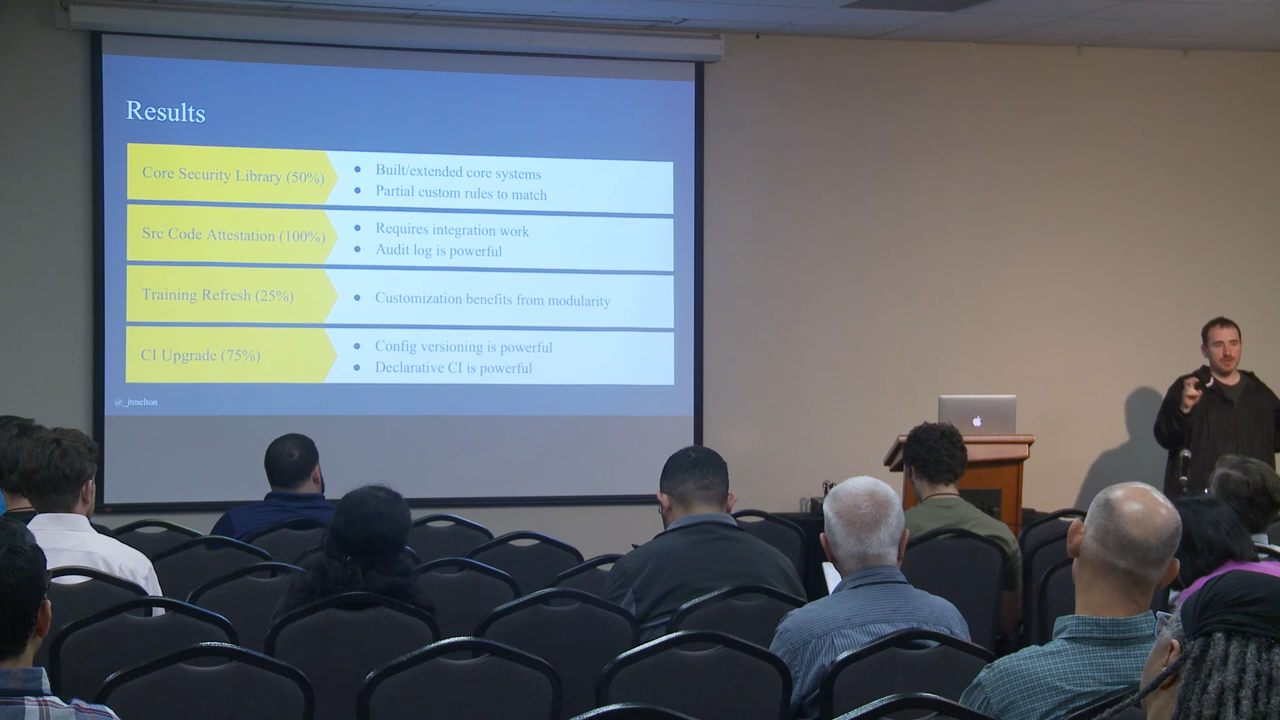 Results
Core Security Library (50%)
• Built/extended core systems
• Partial custom rules to match
Src Code Attestation (100%)
• Requires integration work
• Audit log is powerful
Training Refresh (25%)
• Customization benefits from modularity
CI Upgrade (75%)
• Config versioning is powerful
• Declarative CI is powerful
@_jtmelton